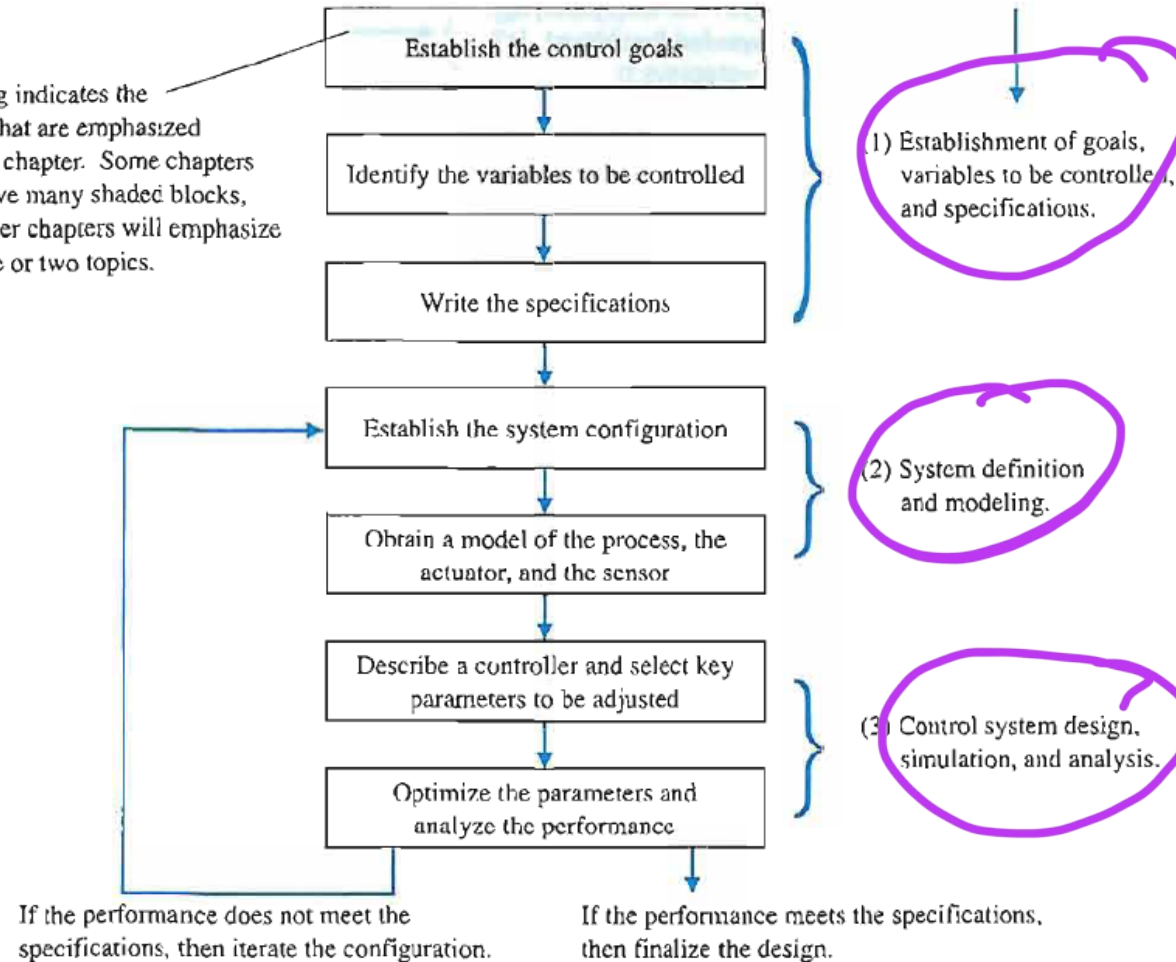 Establish the control goals
g indicates the
hat are emphasized
chapter. Some chapters
ve many shaded blocks,
er chapters will emphasize
e or two topics.
Identify the variables to be controlled
Write the specifications
(1) Establishment of goals,
variables to be controlled,
and specifications.
Establish the system configuration
Obtain a model of the process, the
actuator, and the sensor
(2) System definition
and modeling.
Describe a controller and select key
parameters to be adjusted
Optimize the parameters and
analyze the performance
(3) Control system design,
simulation, and analysis.
If the performance does not meet the
specifications, then iterate the configuration.
If the performance meets the specifications,
then finalize the design.